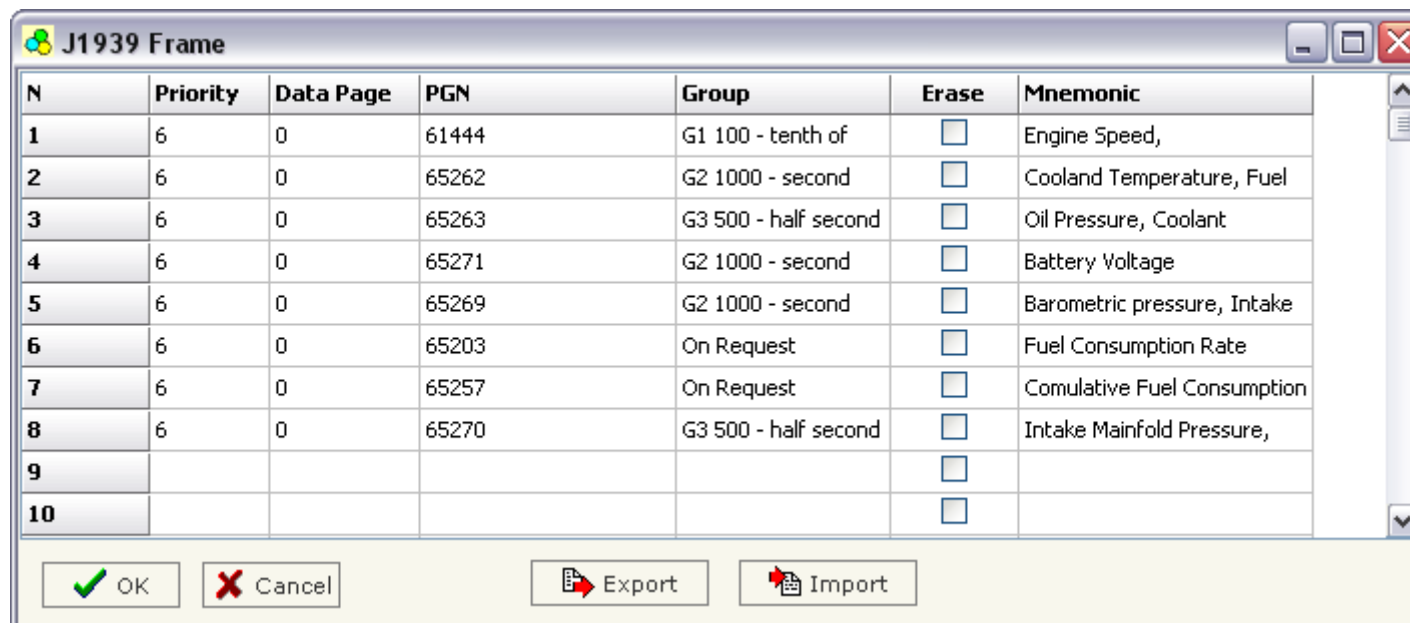 J1939 Frame
N Priority Data Page PGN Group Erase Mnemonic
1 6 0 61444 G1 100 - tenth of Engine Speed,
2 6 0 65262 G2 1000 - second Cooland Temperature, Fuel
3 6 0 65263 G3 500 - half second Oil Pressure, Coolant
4 6 0 65271 G2 1000 - second Battery Voltage
5 6 0 65269 G2 1000 - second Barometric pressure, Intake
6 6 0 65203 On Request Fuel Consumption Rate
7 6 0 65257 On Request Comulative Fuel Consumption
8 6 0 65270 G3 500 - half second Intake Mainfold Pressure,
9
10
OK Cancel Export Import